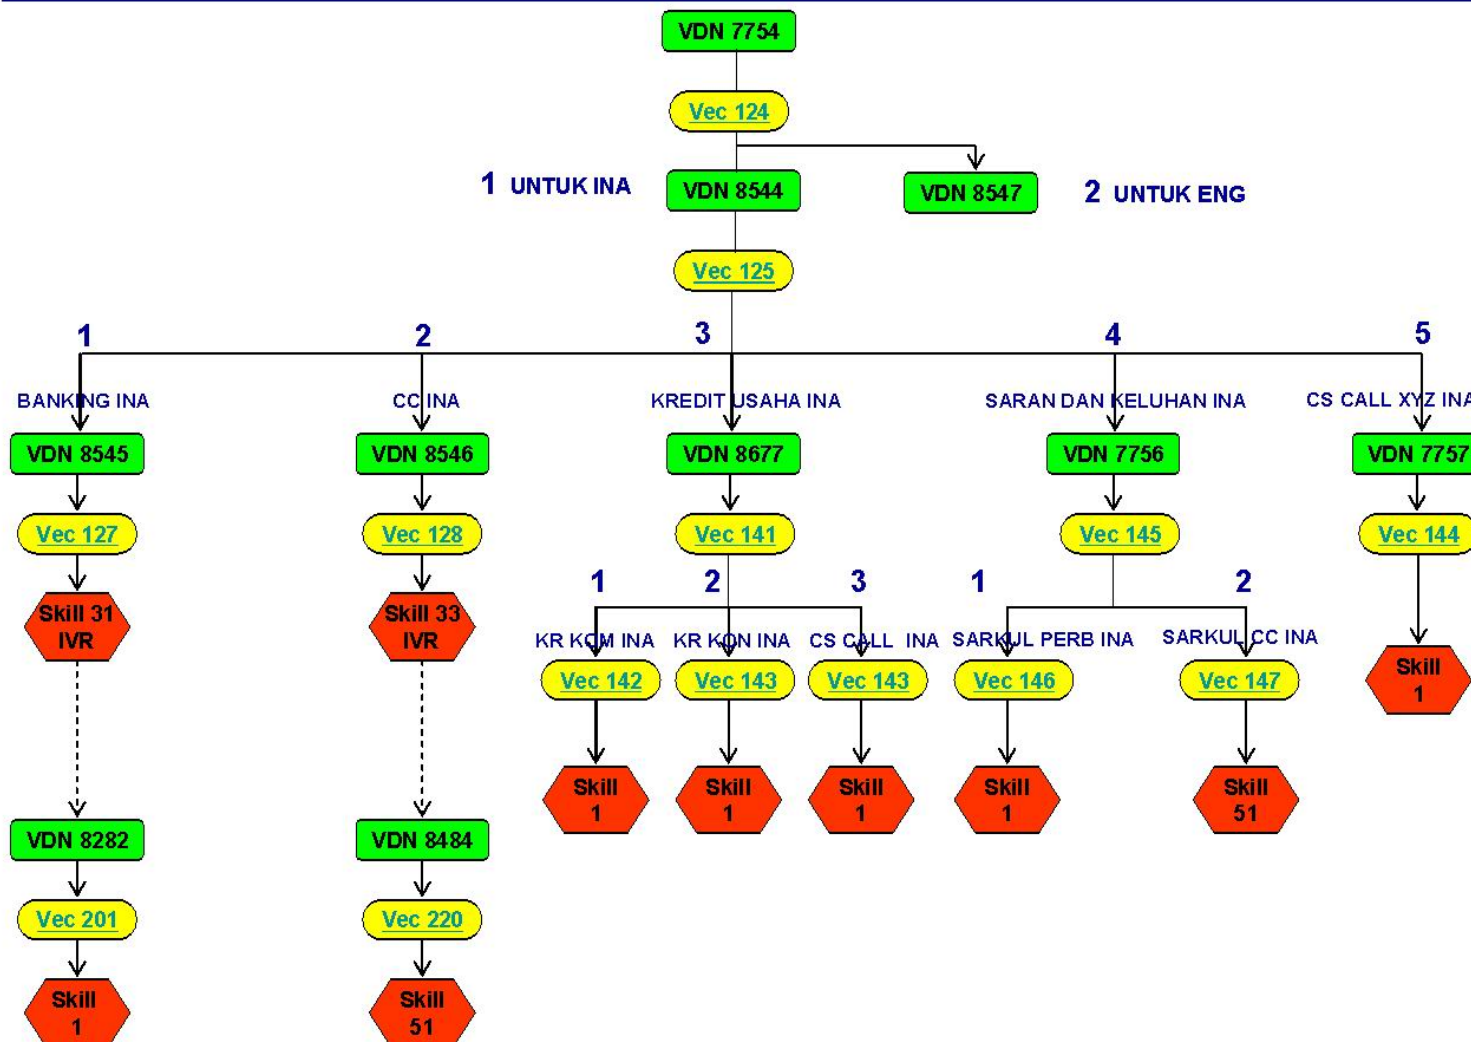 VDN 7754
Vec 124
1 UNTUK INA
VDN 8544
VDN 8547
2 UNTUK ENG
Vec 125
1
2
3
4
5
BANKING INA
CC INA
KREDIT USAHA INA
SARAN DAN KELUHAN INA
CS CALL XYZ INA
VDN 8545
VDN 8546
VDN 8677
VDN 7756
VDN 7757
Vec 127
Vec 128
Vec 141
Vec 145
Vec 144
1
2
3
1
2
Skill 31
IVR
Skill 33
IVR
KR KOM INA
KR KON INA
CS CALL INA
SARKUL PERB INA
SARKUL CC INA
Vec 142
Vec 143
Vec 143
Vec 146
Vec 147
Skill
1
Skill
1
Skill
1
Skill
1
Skill
1
Skill
51
VDN 8282
VDN 8484
Vec 201
Vec 220
Skill
1
Skill
51